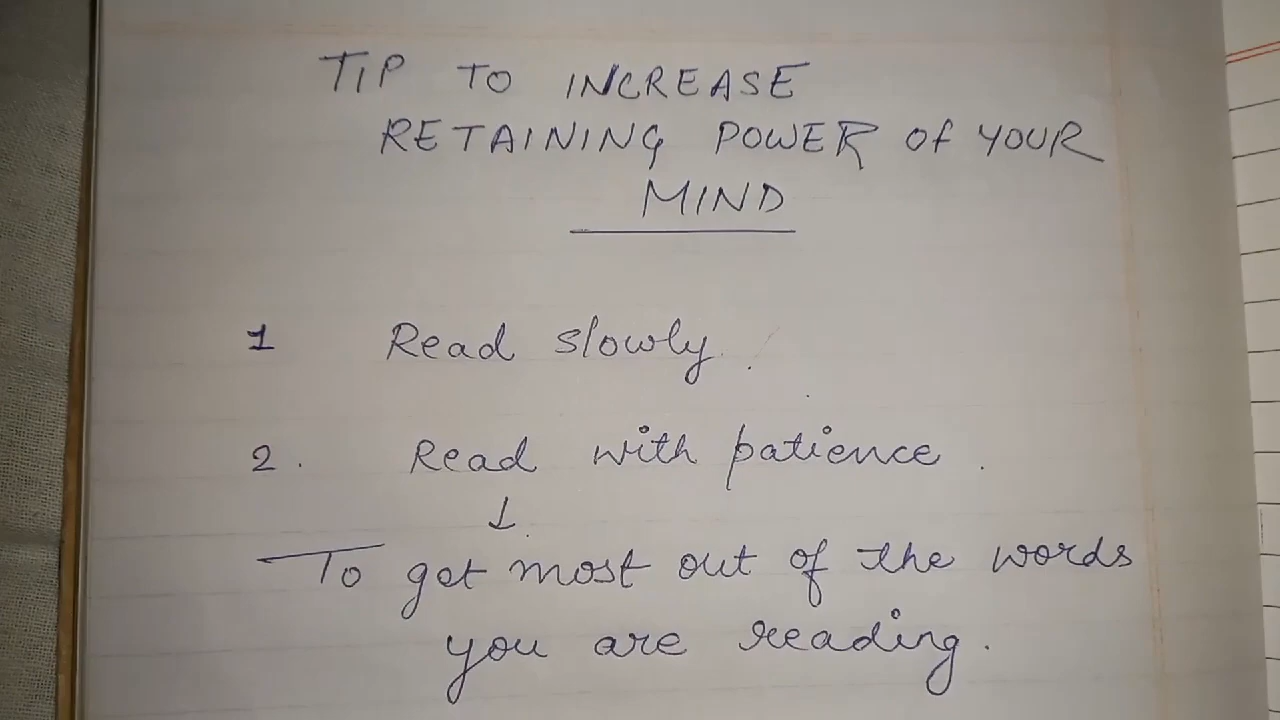 TIP TO INCREASE
RETAINING POWER of YOUR
MIND
1 Read slowly.
2. Read with patience.
↓
To get most out of the words
you are reading.